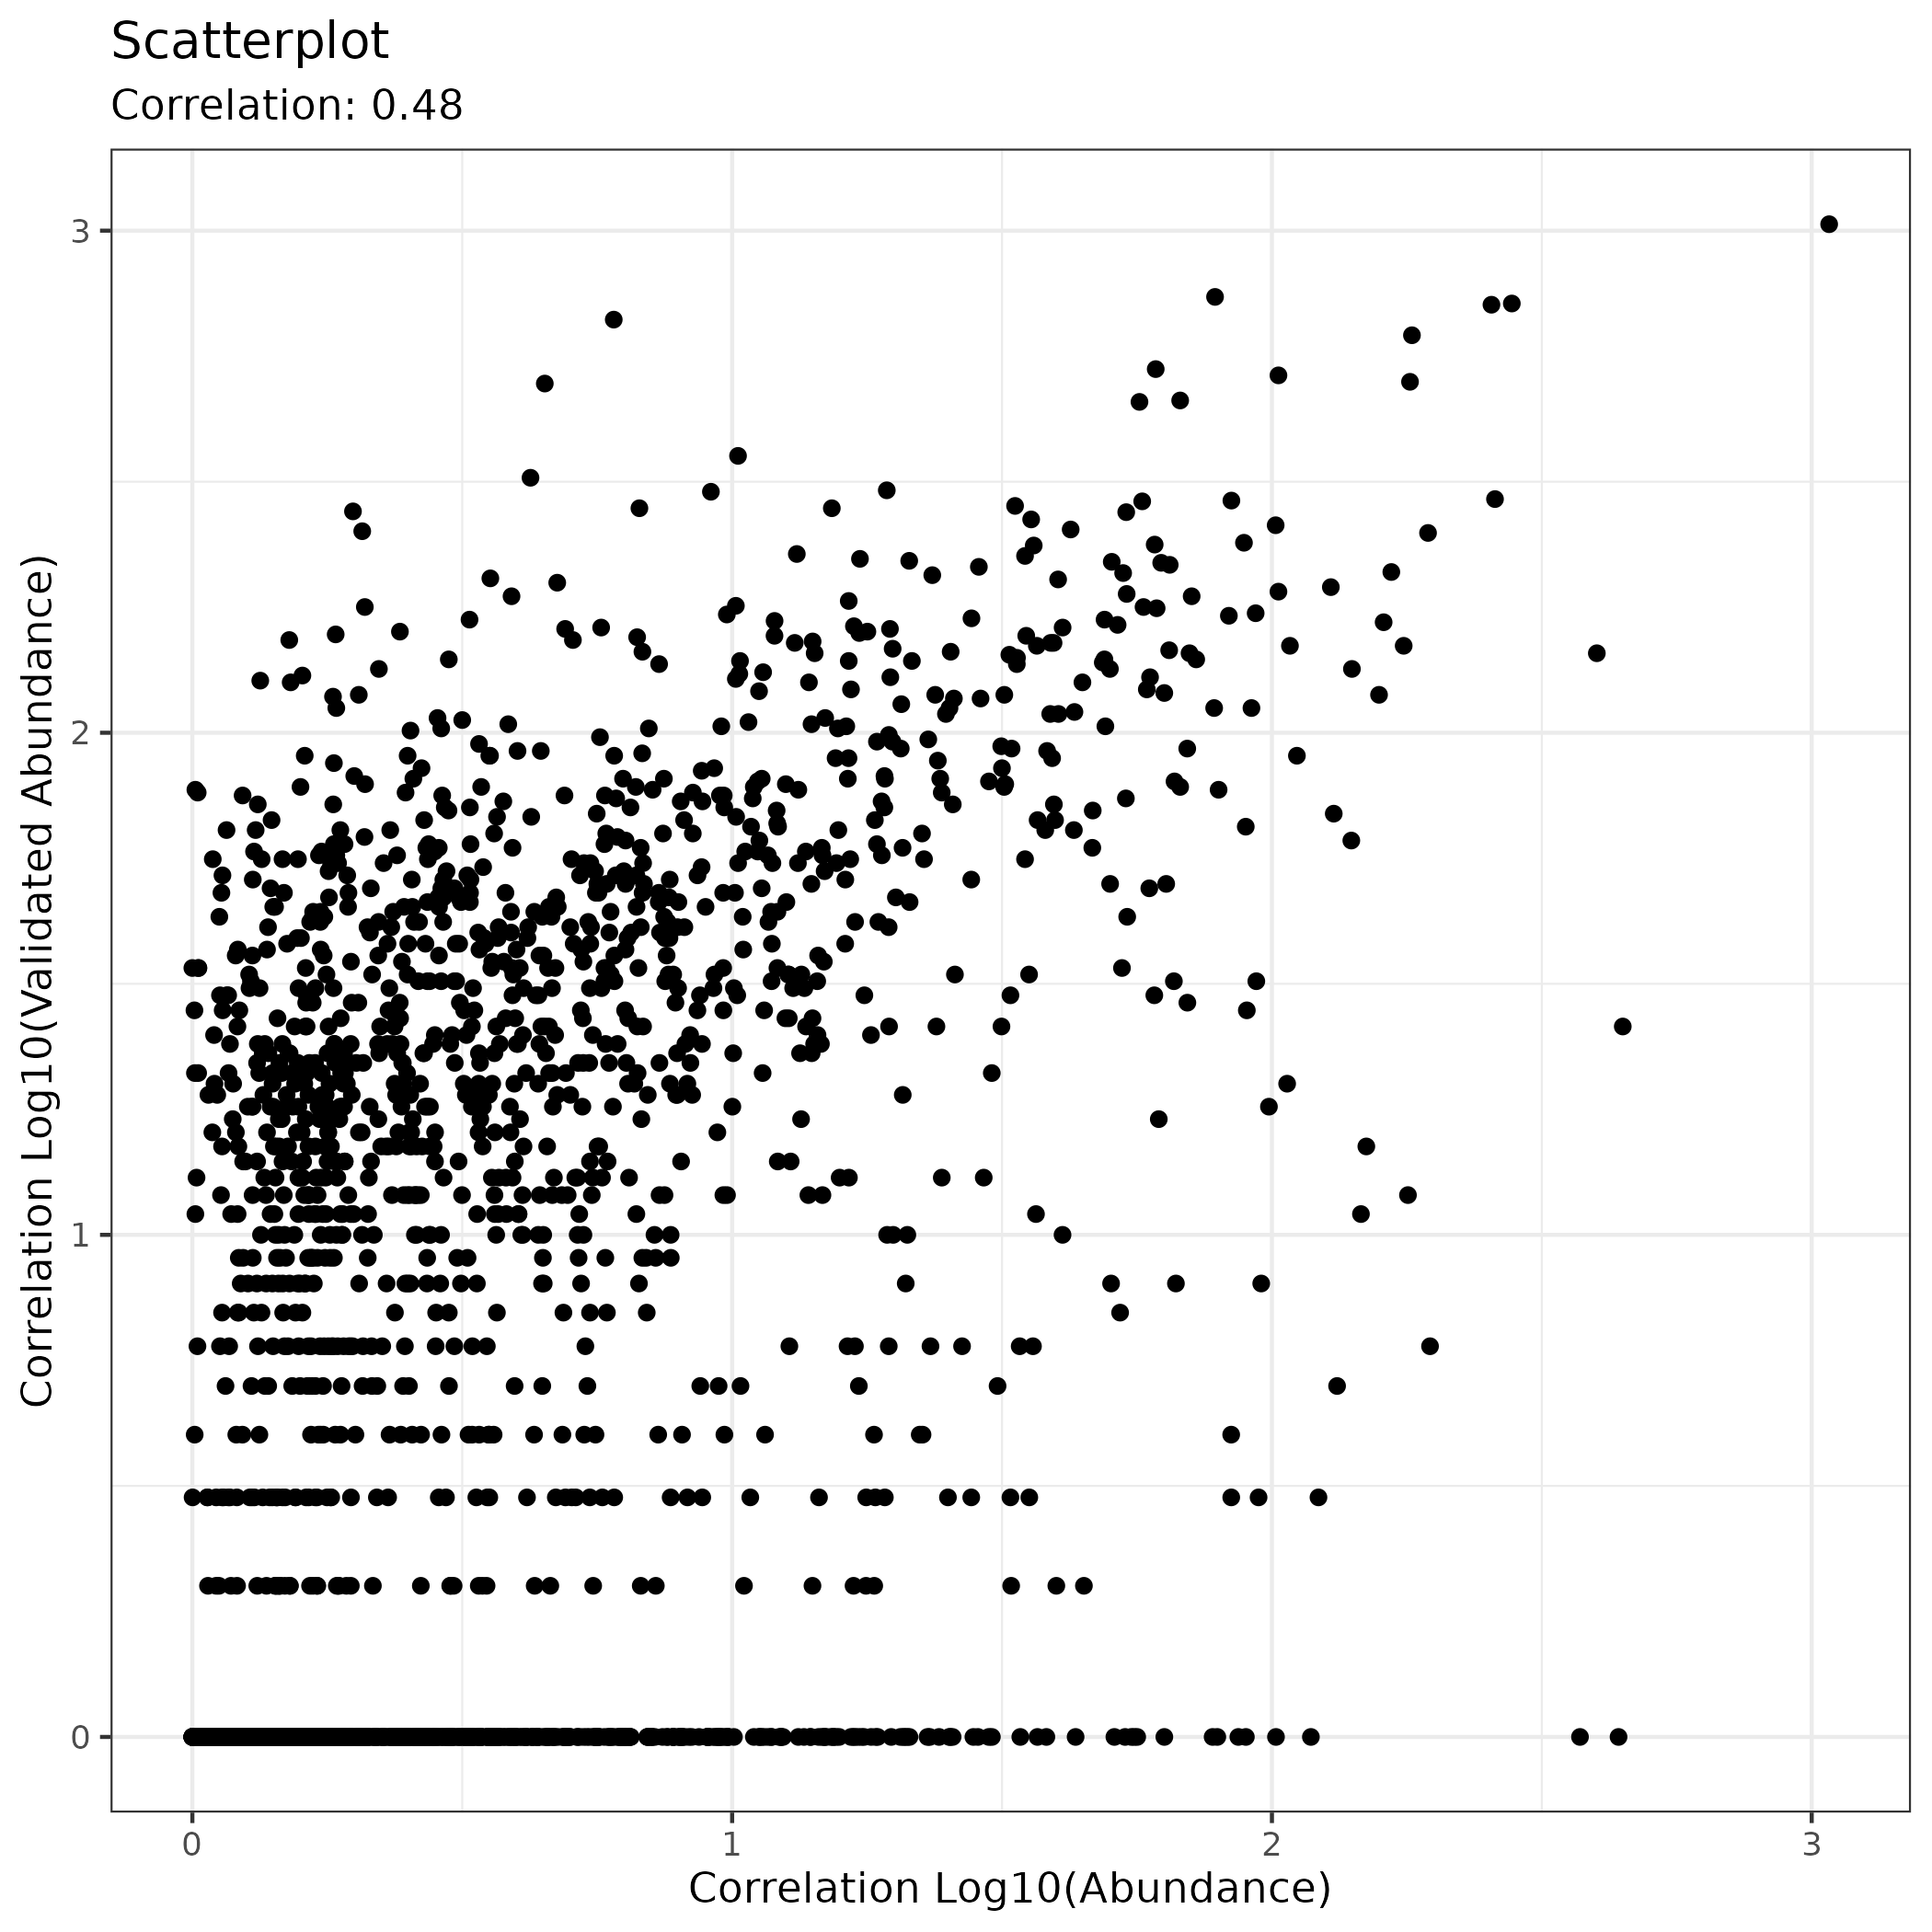 Scatterplot
Correlation: 0.48
Correlation Log10(Validated Abundance)
3
2
1
0
0 1 2 3
Correlation Log10(Abundance)